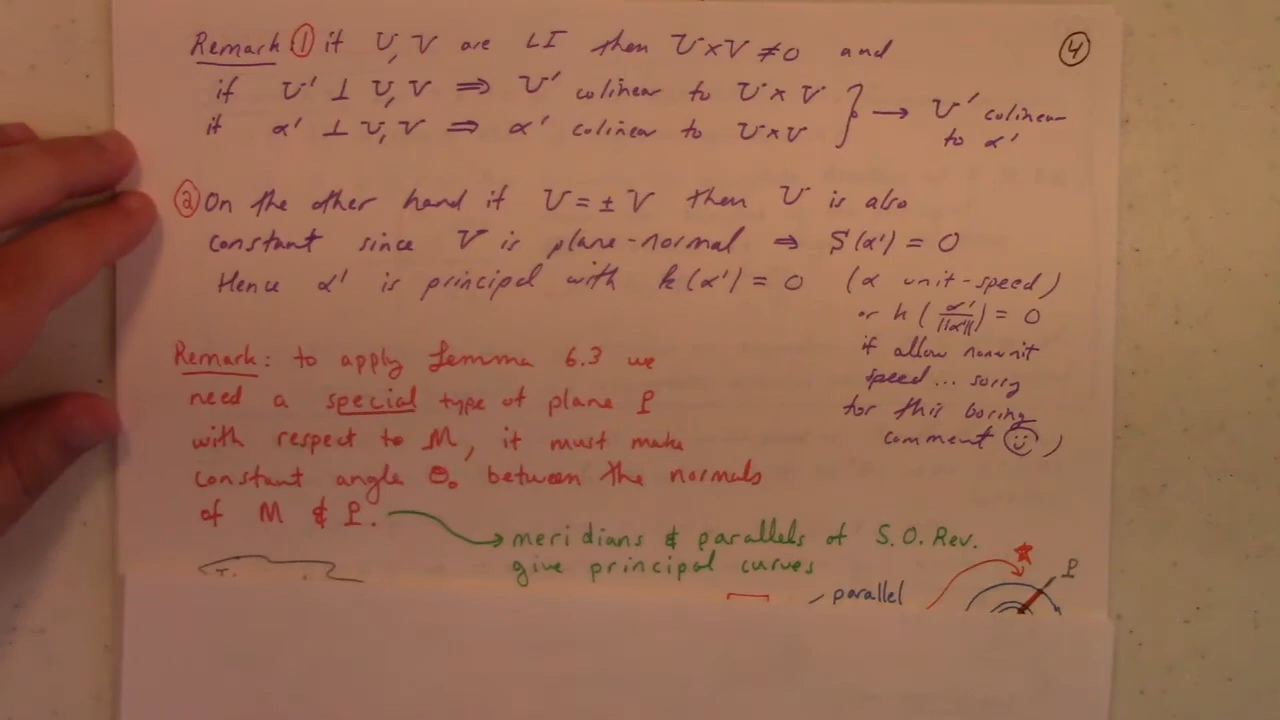 Remark ① if U, V are LI then U×V ≠ 0 and
④
if U' ⊥ U, V ⟹ U' colinear to U×V
if α' ⊥ U, V ⟹ α' colinear to U×V
} → U' colinear
to α'
② On the other hand if U = ± V then U is also
constant since V is plane-normal ⇒ S(α') = 0
Hence α' is principal with k(α') = 0 (α unit-speed)
or k(α'/||α'||) = 0
if allow nonunit
speed... sorry
for this boring
comment ☺)
Remark: to apply Lemma 6.3 we
need a special type of plane P
with respect to M, it must make
constant angle θ₀ between the normals
of M & P.
→ meridians & parallels of S.O.Rev.
give principal curves
parallel
P